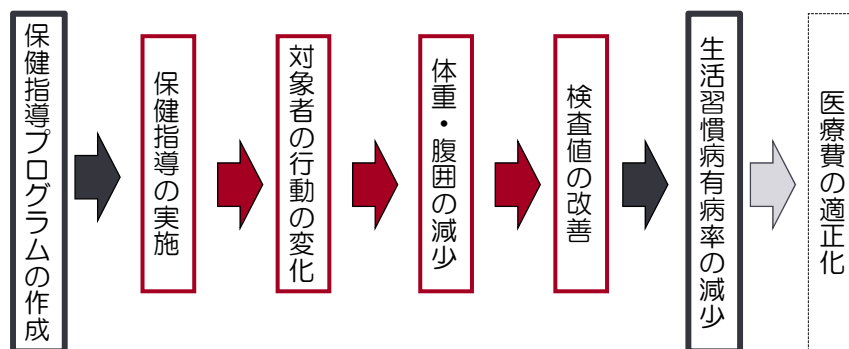 保健指導プログラムの作成
保健指導の実施
対象者の行動の変化
体重・腹囲の減少
検査値の改善
生活習慣病有病率の減少
医療費の適正化